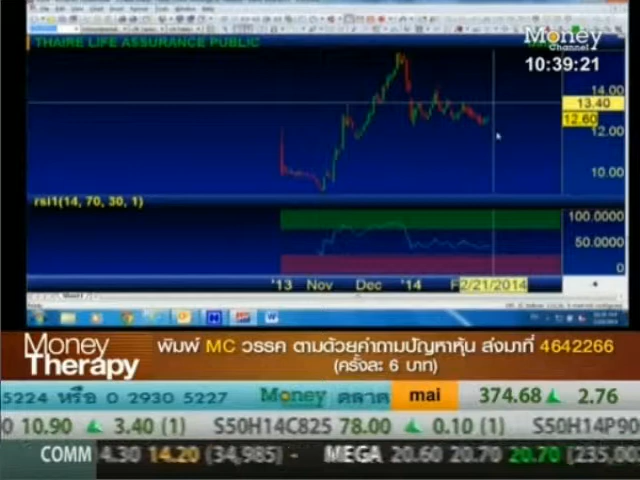 THAIRE LIFE ASSURANCE PUBLIC
Money
Channel
10:39:21
14.00
13.40
12.60
12.00
10.00
rsi1(14, 70, 30, 1)
100.0000
50.0000
0
'13 Nov Dec '14 F 2/21/2014
Money
Therapy
พิมพ์ MC วรรค ตามด้วยคำถามปัญหาหุ้น ส่งมาที่ 4642266
(ครั้งละ 6 บาท)
5224 หรือ 0 2930 5227 Money ตลาด mai 374.68 ▲ 2.76
0 10.90 ▲ 3.40 (1) S50H14C825 78.00 ▲ 0.10 (1) S50H14P90
COMM 4.30 14.20 (34,985) - MEGA 20.60 20.70 20.70 (235,00